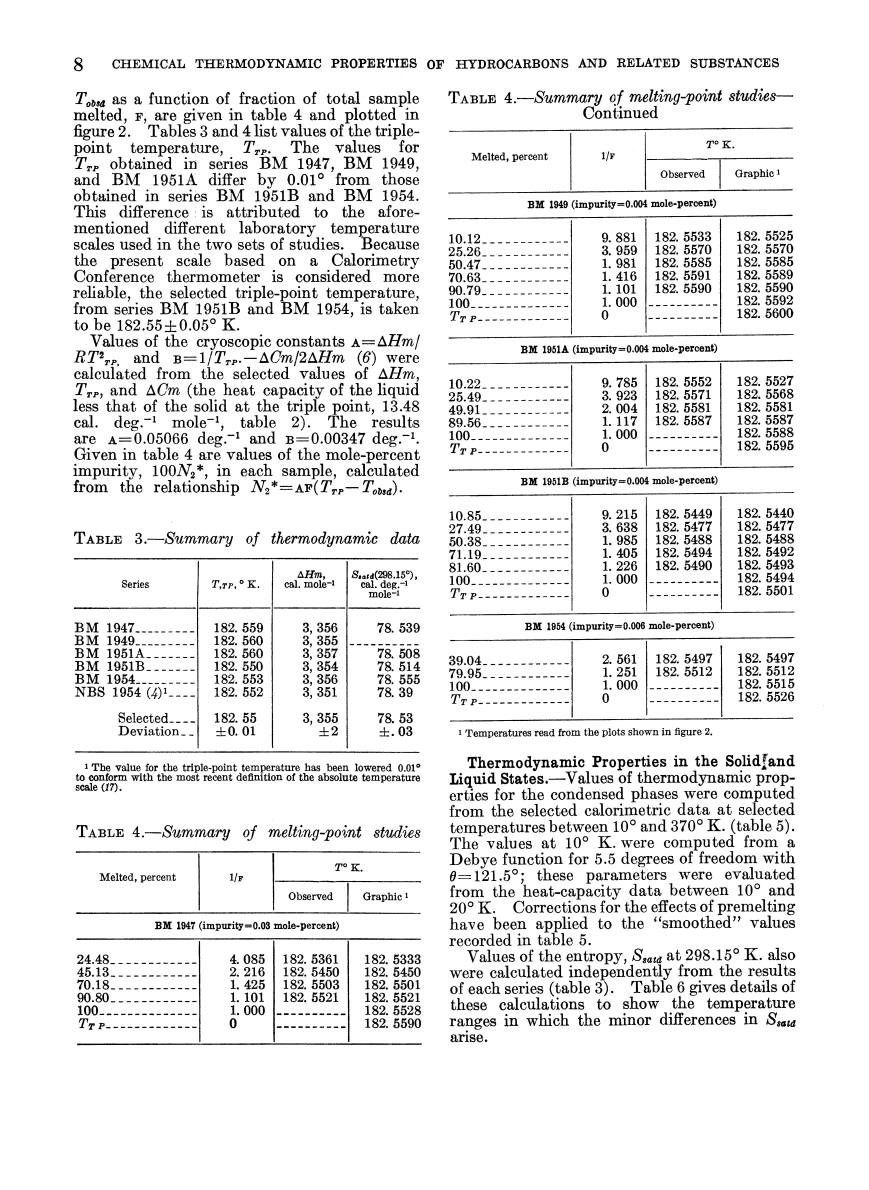 8 CHEMICAL THERMODYNAMIC PROPERTIES OF HYDROCARBONS AND RELATED SUBSTANCES
T_obsd as a function of fraction of total sample
melted, F, are given in table 4 and plotted in
figure 2. Tables 3 and 4 list values of the triple-
point temperature, T_TP. The values for
T_TP obtained in series BM 1947, BM 1949,
and BM 1951A differ by 0.01° from those
obtained in series BM 1951B and BM 1954.
This difference is attributed to the afore-
mentioned different laboratory temperature
scales used in the two sets of studies. Because
the present scale based on a Calorimetry
Conference thermometer is considered more
reliable, the selected triple-point temperature,
from series BM 1951B and BM 1954, is taken
to be 182.55±0.05° K.
Values of the cryoscopic constants A=ΔHm/
RT²_TP, and B=1/T_TP.—ΔCm/2ΔHm (6) were
calculated from the selected values of ΔHm,
T_TP, and ΔCm (the heat capacity of the liquid
less that of the solid at the triple point, 13.48
cal. deg.⁻¹ mole⁻¹, table 2). The results
are A=0.05066 deg.⁻¹ and B=0.00347 deg.⁻¹.
Given in table 4 are values of the mole-percent
impurity, 100N₂*, in each sample, calculated
from the relationship N₂*=AF(T_TP—T_obsd).
TABLE 3.—Summary of thermodynamic data
Series T,TP, ° K. ΔHm, cal. mole⁻¹ S_satd(298.15°), cal. deg.⁻¹ mole⁻¹
BM 1947 182. 559 3, 356 78. 539
BM 1949 182. 560 3, 355
BM 1951A 182. 560 3, 357 78. 508
BM 1951B 182. 550 3, 354 78. 514
BM 1954 182. 553 3, 356 78. 555
NBS 1954 (4)¹ 182. 552 3, 351 78. 39
Selected 182. 55 3, 355 78. 53
Deviation ±0. 01 ±2 ±. 03
¹ The value for the triple-point temperature has been lowered 0.01°
to conform with the most recent definition of the absolute temperature
scale (17).
TABLE 4.—Summary of melting-point studies
Melted, percent 1/F T° K.
Observed Graphic ¹
BM 1947 (impurity=0.03 mole-percent)
24.48 4. 085 182. 5361 182. 5333
45.13 2. 216 182. 5450 182. 5450
70.18 1. 425 182. 5503 182. 5501
90.80 1. 101 182. 5521 182. 5521
100 1. 000 182. 5528
T_TP 0 182. 5590
TABLE 4.—Summary of melting-point studies—
Continued
Melted, percent 1/F T° K.
Observed Graphic ¹
BM 1949 (impurity=0.004 mole-percent)
10.12 9. 881 182. 5533 182. 5525
25.26 3. 959 182. 5570 182. 5570
50.47 1. 981 182. 5585 182. 5585
70.63 1. 416 182. 5591 182. 5589
90.79 1. 101 182. 5590 182. 5590
100 1. 000 182. 5592
T_TP 0 182. 5600
BM 1951A (impurity=0.004 mole-percent)
10.22 9. 785 182. 5552 182. 5527
25.49 3. 923 182. 5571 182. 5568
49.91 2. 004 182. 5581 182. 5581
89.56 1. 117 182. 5587 182. 5587
100 1. 000 182. 5588
T_TP 0 182. 5595
BM 1951B (impurity=0.004 mole-percent)
10.85 9. 215 182. 5449 182. 5440
27.49 3. 638 182. 5477 182. 5477
50.38 1. 985 182. 5488 182. 5488
71.19 1. 405 182. 5494 182. 5492
81.60 1. 226 182. 5490 182. 5493
100 1. 000 182. 5494
T_TP 0 182. 5501
BM 1954 (impurity=0.006 mole-percent)
39.04 2. 561 182. 5497 182. 5497
79.95 1. 251 182. 5512 182. 5512
100 1. 000 182. 5515
T_TP 0 182. 5526
¹ Temperatures read from the plots shown in figure 2.
Thermodynamic Properties in the Solid and
Liquid States.—Values of thermodynamic prop-
erties for the condensed phases were computed
from the selected calorimetric data at selected
temperatures between 10° and 370° K. (table 5).
The values at 10° K. were computed from a
Debye function for 5.5 degrees of freedom with
θ=121.5°; these parameters were evaluated
from the heat-capacity data between 10° and
20° K. Corrections for the effects of premelting
have been applied to the “smoothed” values
recorded in table 5.
Values of the entropy, S_satd at 298.15° K. also
were calculated independently from the results
of each series (table 3). Table 6 gives details of
these calculations to show the temperature
ranges in which the minor differences in S_satd
arise.